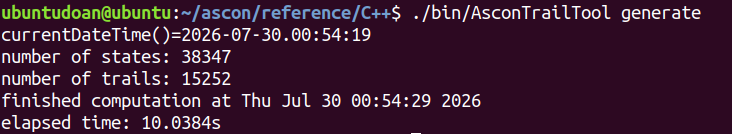 ubuntudoan@ubuntu:~/ascon/reference/C++$ ./bin/AsconTrailTool generate
currentDateTime()=2026-07-30.00:54:19
number of states: 38347
number of trails: 15252
finished computation at Thu Jul 30 00:54:29 2026
elapsed time: 10.0384s